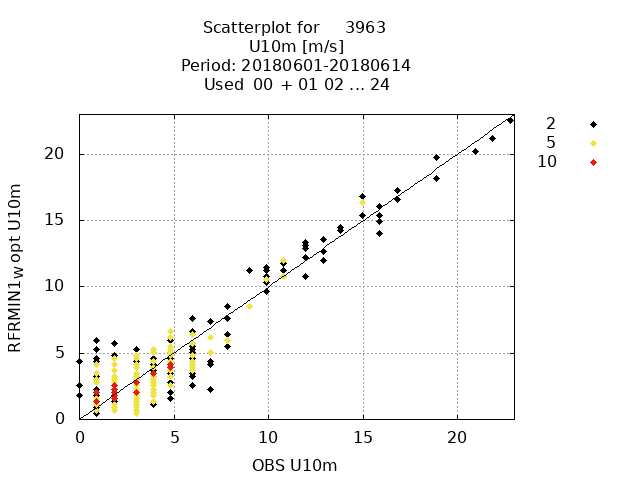 Scatterplot for 3963
U10m [m/s]
Period: 20180601-20180614
Used 00 + 01 02 ... 24
2
5
10
RFRMIN1w opt U10m
20
15
10
5
0
0 5 10 15 20
OBS U10m